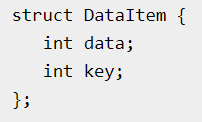 struct DataItem {
   int data;
   int key;
};